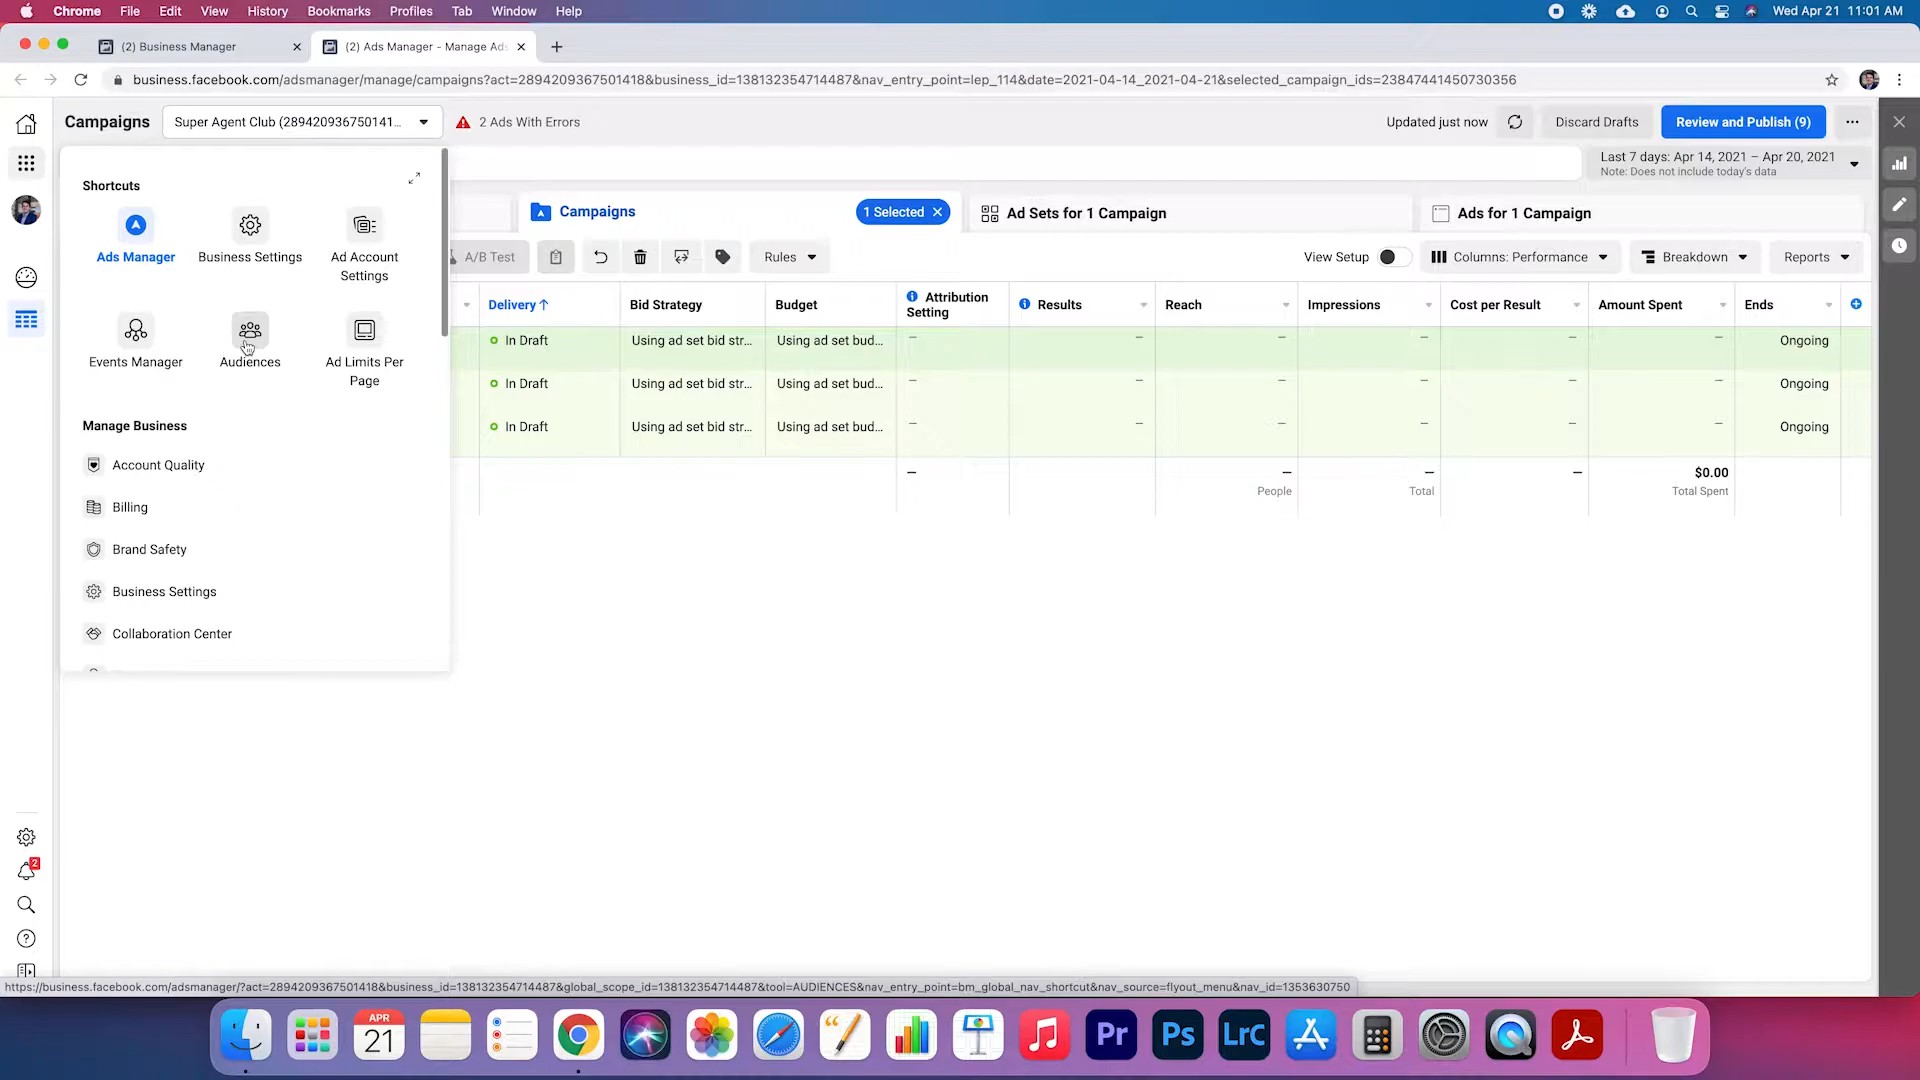 Chrome File Edit View History Bookmarks Profiles Tab Window Help Wed Apr 21 11:01 AM
(2) Business Manager
(2) Ads Manager - Manage Ads
business.facebook.com/adsmanager/manage/campaigns?act=2894209367501418&business_id=138132354714487&nav_entry_point=lep_114&date=2021-04-14_2021-04-21&selected_campaign_ids=23847441450730356
Campaigns Super Agent Club (289420936750141... 2 Ads With Errors Updated just now Discard Drafts Review and Publish (9)
Last 7 days: Apr 14, 2021 – Apr 20, 2021
Note: Does not include today's data
Shortcuts
Ads Manager
Business Settings
Ad Account
Settings
Events Manager
Audiences
Ad Limits Per
Page
Manage Business
Account Quality
Billing
Brand Safety
Business Settings
Collaboration Center
Campaigns 1 Selected Ad Sets for 1 Campaign Ads for 1 Campaign
A/B Test Rules View Setup Columns: Performance Breakdown Reports
Delivery ↑ Bid Strategy Budget Attribution
Setting
Results Reach Impressions Cost per Result Amount Spent Ends
In Draft Using ad set bid str... Using ad set bud... – – – – – – Ongoing
In Draft Using ad set bid str... Using ad set bud... – – – – – – Ongoing
In Draft Using ad set bid str... Using ad set bud... – – – – – – Ongoing
— — — — $0.00
People Total Total Spent
2
https://business.facebook.com/adsmanager/?act=2894209367501418&business_id=138132354714487&global_scope_id=138132354714487&tool=AUDIENCES&nav_entry_point=bm_global_nav_shortcut&nav_source=flyout_menu&nav_id=1353630750
APR
21
Pr
Ps
LrC